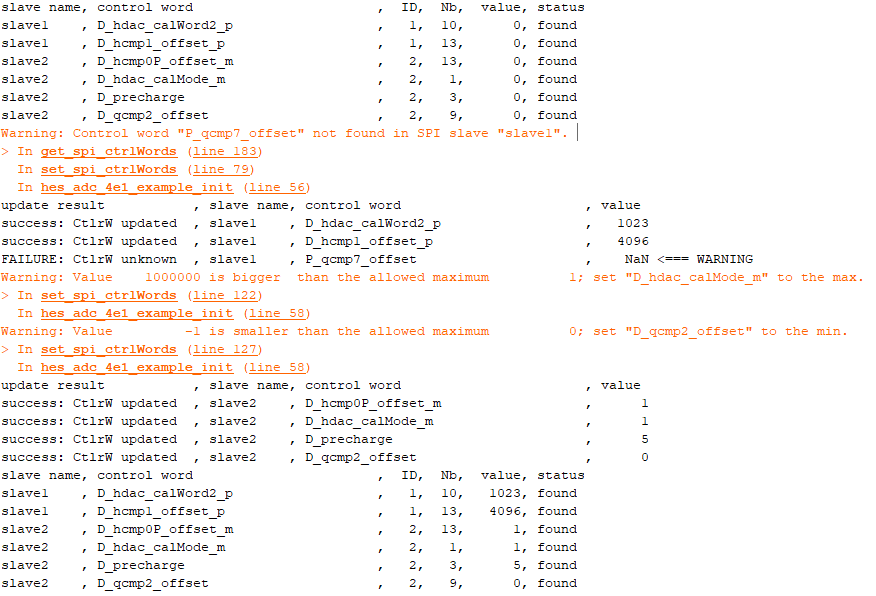 slave name, control word                       ,  ID,  Nb,  value, status
slave1    , D_hdac_calWord2_p                  ,   1,  10,      0, found
slave1    , D_hcmp1_offset_p                   ,   1,  13,      0, found
slave2    , D_hcmp0P_offset_m                  ,   2,  13,      0, found
slave2    , D_hdac_calMode_m                   ,   2,   1,      0, found
slave2    , D_precharge                        ,   2,   3,      0, found
slave2    , D_qcmp2_offset                     ,   2,   9,      0, found
Warning: Control word "P_qcmp7_offset" not found in SPI slave "slave1".
> In get_spi_ctrlWords (line 183)
  In set_spi_ctrlWords (line 79)
  In hes_adc_4e1_example_init (line 56)
update result           , slave name, control word                       , value
success: CtlrW updated  , slave1    , D_hdac_calWord2_p                  ,   1023
success: CtlrW updated  , slave1    , D_hcmp1_offset_p                   ,   4096
FAILURE: CtlrW unknown  , slave1    , P_qcmp7_offset                     ,    NaN <=== WARNING
Warning: Value    1000000 is bigger  than the allowed maximum          1; set "D_hdac_calMode_m" to the max.
> In set_spi_ctrlWords (line 122)
  In hes_adc_4e1_example_init (line 58)
Warning: Value         -1 is smaller than the allowed maximum          0; set "D_qcmp2_offset" to the min.
> In set_spi_ctrlWords (line 127)
  In hes_adc_4e1_example_init (line 58)
update result           , slave name, control word                       , value
success: CtlrW updated  , slave2    , D_hcmp0P_offset_m                  ,      1
success: CtlrW updated  , slave2    , D_hdac_calMode_m                   ,      1
success: CtlrW updated  , slave2    , D_precharge                        ,      5
success: CtlrW updated  , slave2    , D_qcmp2_offset                     ,      0
slave name, control word                       ,  ID,  Nb,  value, status
slave1    , D_hdac_calWord2_p                  ,   1,  10,   1023, found
slave1    , D_hcmp1_offset_p                   ,   1,  13,   4096, found
slave2    , D_hcmp0P_offset_m                  ,   2,  13,      1, found
slave2    , D_hdac_calMode_m                   ,   2,   1,      1, found
slave2    , D_precharge                        ,   2,   3,      5, found
slave2    , D_qcmp2_offset                     ,   2,   9,      0, found